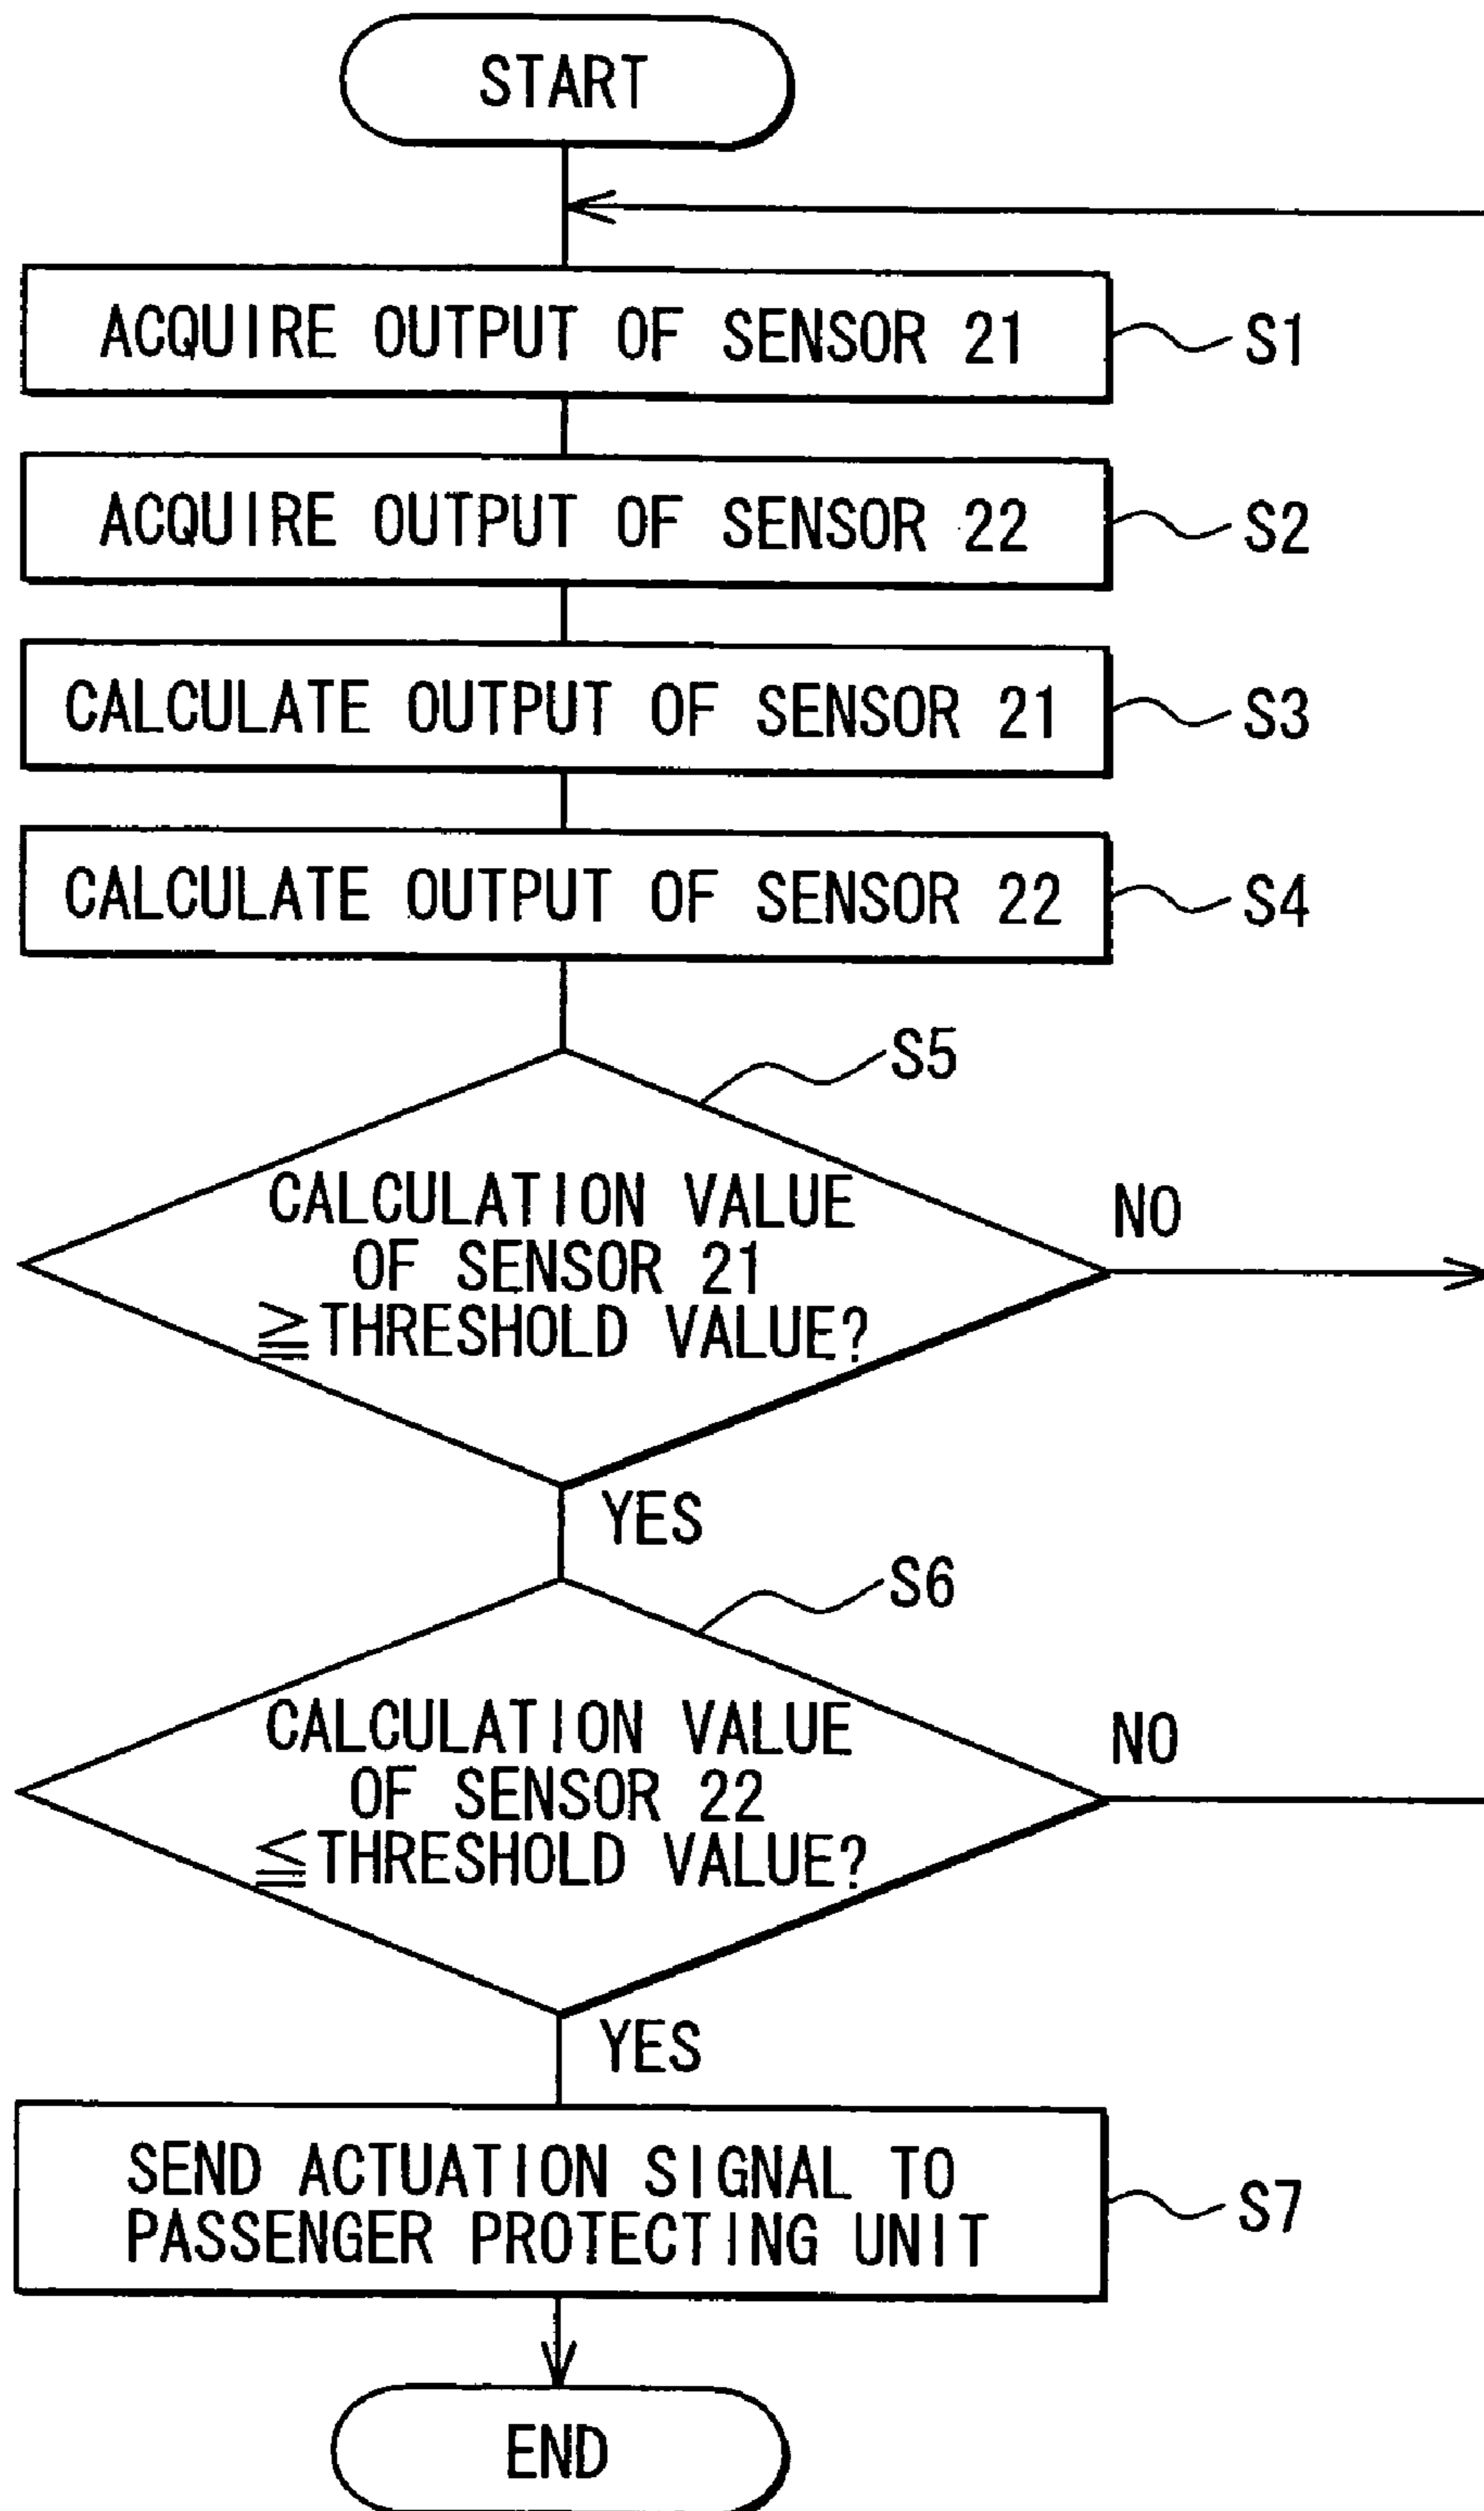 START
ACQUIRE OUTPUT OF SENSOR 21
S1
ACQUIRE OUTPUT OF SENSOR 22
S2
CALCULATE OUTPUT OF SENSOR 21
S3
CALCULATE OUTPUT OF SENSOR 22
S4
S5
CALCULATION VALUE
OF SENSOR 21
≧THRESHOLD VALUE?
NO
YES
S6
CALCULATION VALUE
OF SENSOR 22
≦THRESHOLD VALUE?
NO
YES
SEND ACTUATION SIGNAL TO
PASSENGER PROTECTING UNIT
S7
END